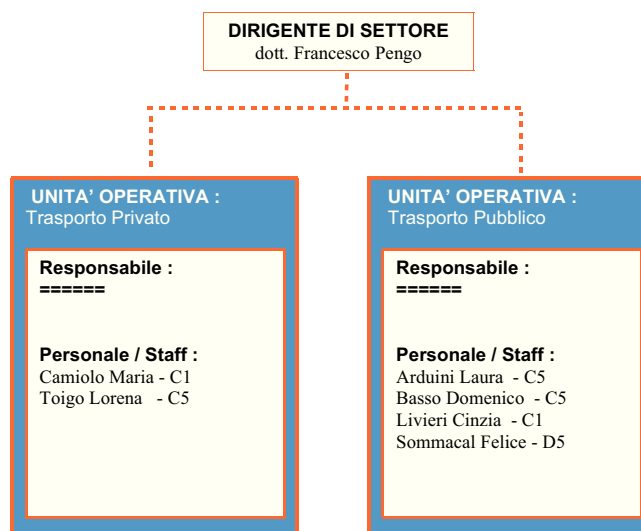 DIRIGENTE DI SETTORE
dott. Francesco Pengo
UNITA’ OPERATIVA :
Trasporto Privato
Responsabile :
======
Personale / Staff :
Camiolo Maria - C1
Toigo Lorena - C5
UNITA’ OPERATIVA :
Trasporto Pubblico
Responsabile :
======
Personale / Staff :
Arduini Laura - C5
Basso Domenico - C5
Livieri Cinzia - C1
Sommacal Felice - D5